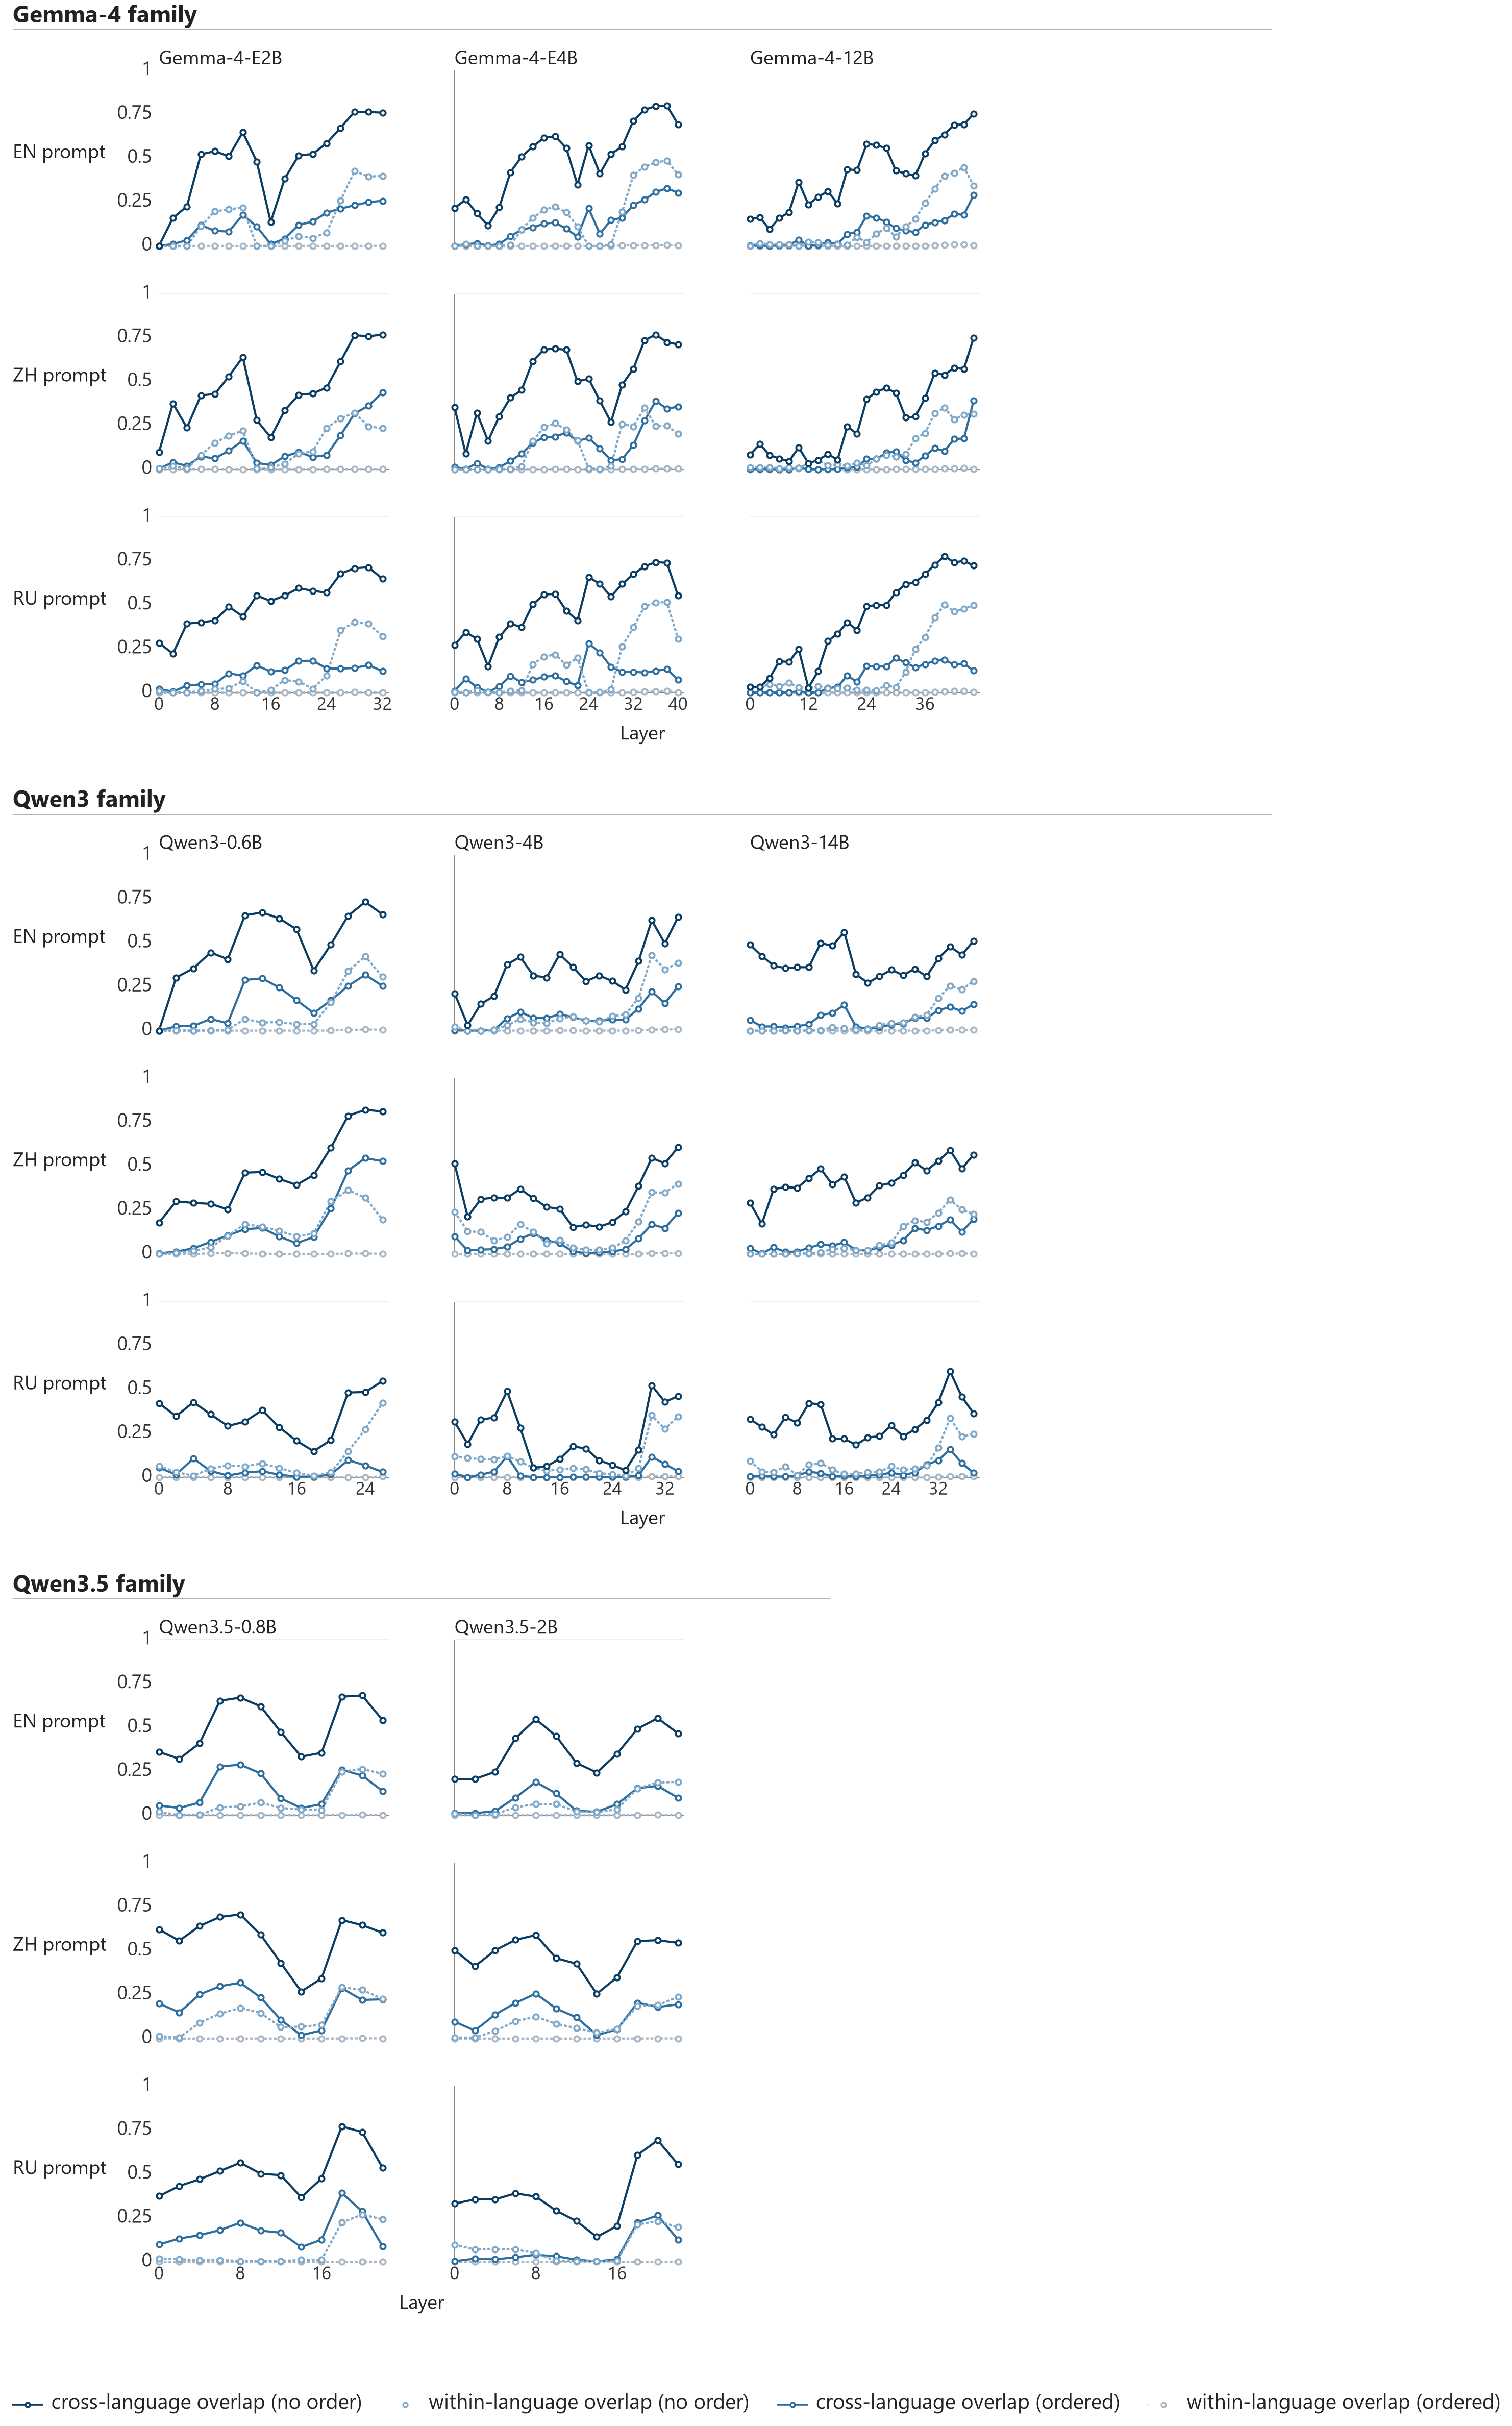 Gemma-4 family
Gemma-4-E2B Gemma-4-E4B Gemma-4-12B
1
0.75
EN prompt
0.5
0.25
0
1
0.75
ZH prompt
0.5
0.25
0
1
0.75
RU prompt
0.5
0.25
0
0 8 16 24 32 0 8 16 24 32 40 0 12 24 36
Layer
Qwen3 family
Qwen3-0.6B Qwen3-4B Qwen3-14B
1
0.75
EN prompt
0.5
0.25
0
1
0.75
ZH prompt
0.5
0.25
0
1
0.75
RU prompt
0.5
0.25
0
0 8 16 24 0 8 16 24 32 0 8 16 24 32
Layer
Qwen3.5 family
Qwen3.5-0.8B Qwen3.5-2B
1
0.75
EN prompt
0.5
0.25
0
1
0.75
ZH prompt
0.5
0.25
0
1
0.75
RU prompt
0.5
0.25
0
0 8 16 0 8 16
Layer
cross-language overlap (no order) within-language overlap (no order) cross-language overlap (ordered) within-language overlap (ordered)